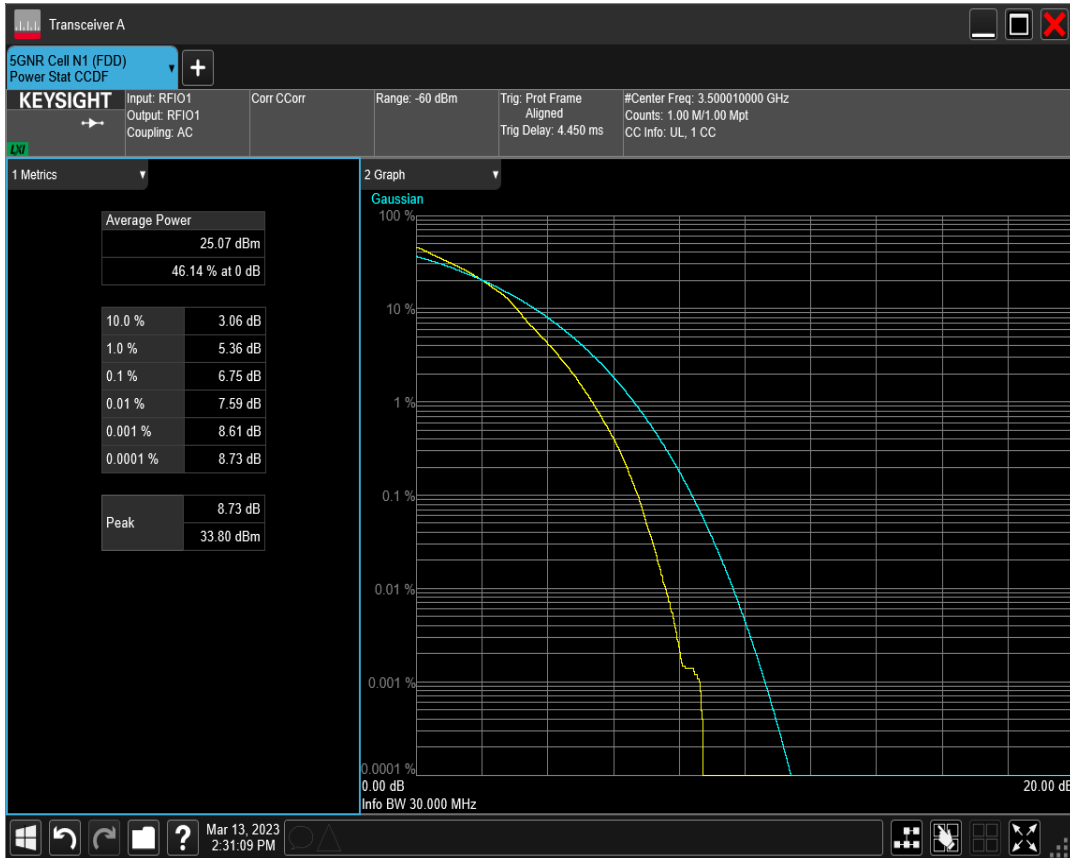 Transceiver A
5GNR Cell N1 (FDD)
Power Stat CCDF
+
KEYSIGHT
LXI
Input: RFIO1
Output: RFIO1
Coupling: AC
Corr CCorr
Range: -60 dBm
Trig: Prot Frame
Aligned
Trig Delay: 4.450 ms
#Center Freq: 3.500010000 GHz
Counts: 1.00 M/1.00 Mpt
CC Info: UL, 1 CC
1 Metrics
Average Power
25.07 dBm
46.14 % at 0 dB
10.0 % 3.06 dB
1.0 % 5.36 dB
0.1 % 6.75 dB
0.01 % 7.59 dB
0.001 % 8.61 dB
0.0001 % 8.73 dB
Peak
8.73 dB
33.80 dBm
2 Graph
Gaussian
100 %
10 %
1 %
0.1 %
0.01 %
0.001 %
0.0001 %
0.00 dB 20.00 dB
Info BW 30.000 MHz
?
Mar 13, 2023
2:31:09 PM